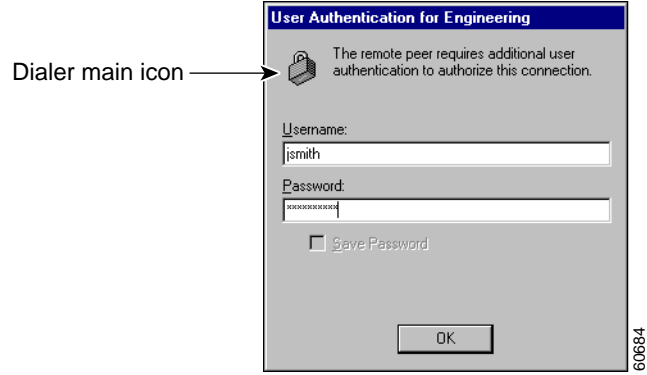 User Authentication for Engineering
The remote peer requires additional user
authentication to authorize this connection.
Dialer main icon
Username:
jsmith
Password:
**********
Save Password
OK
60684